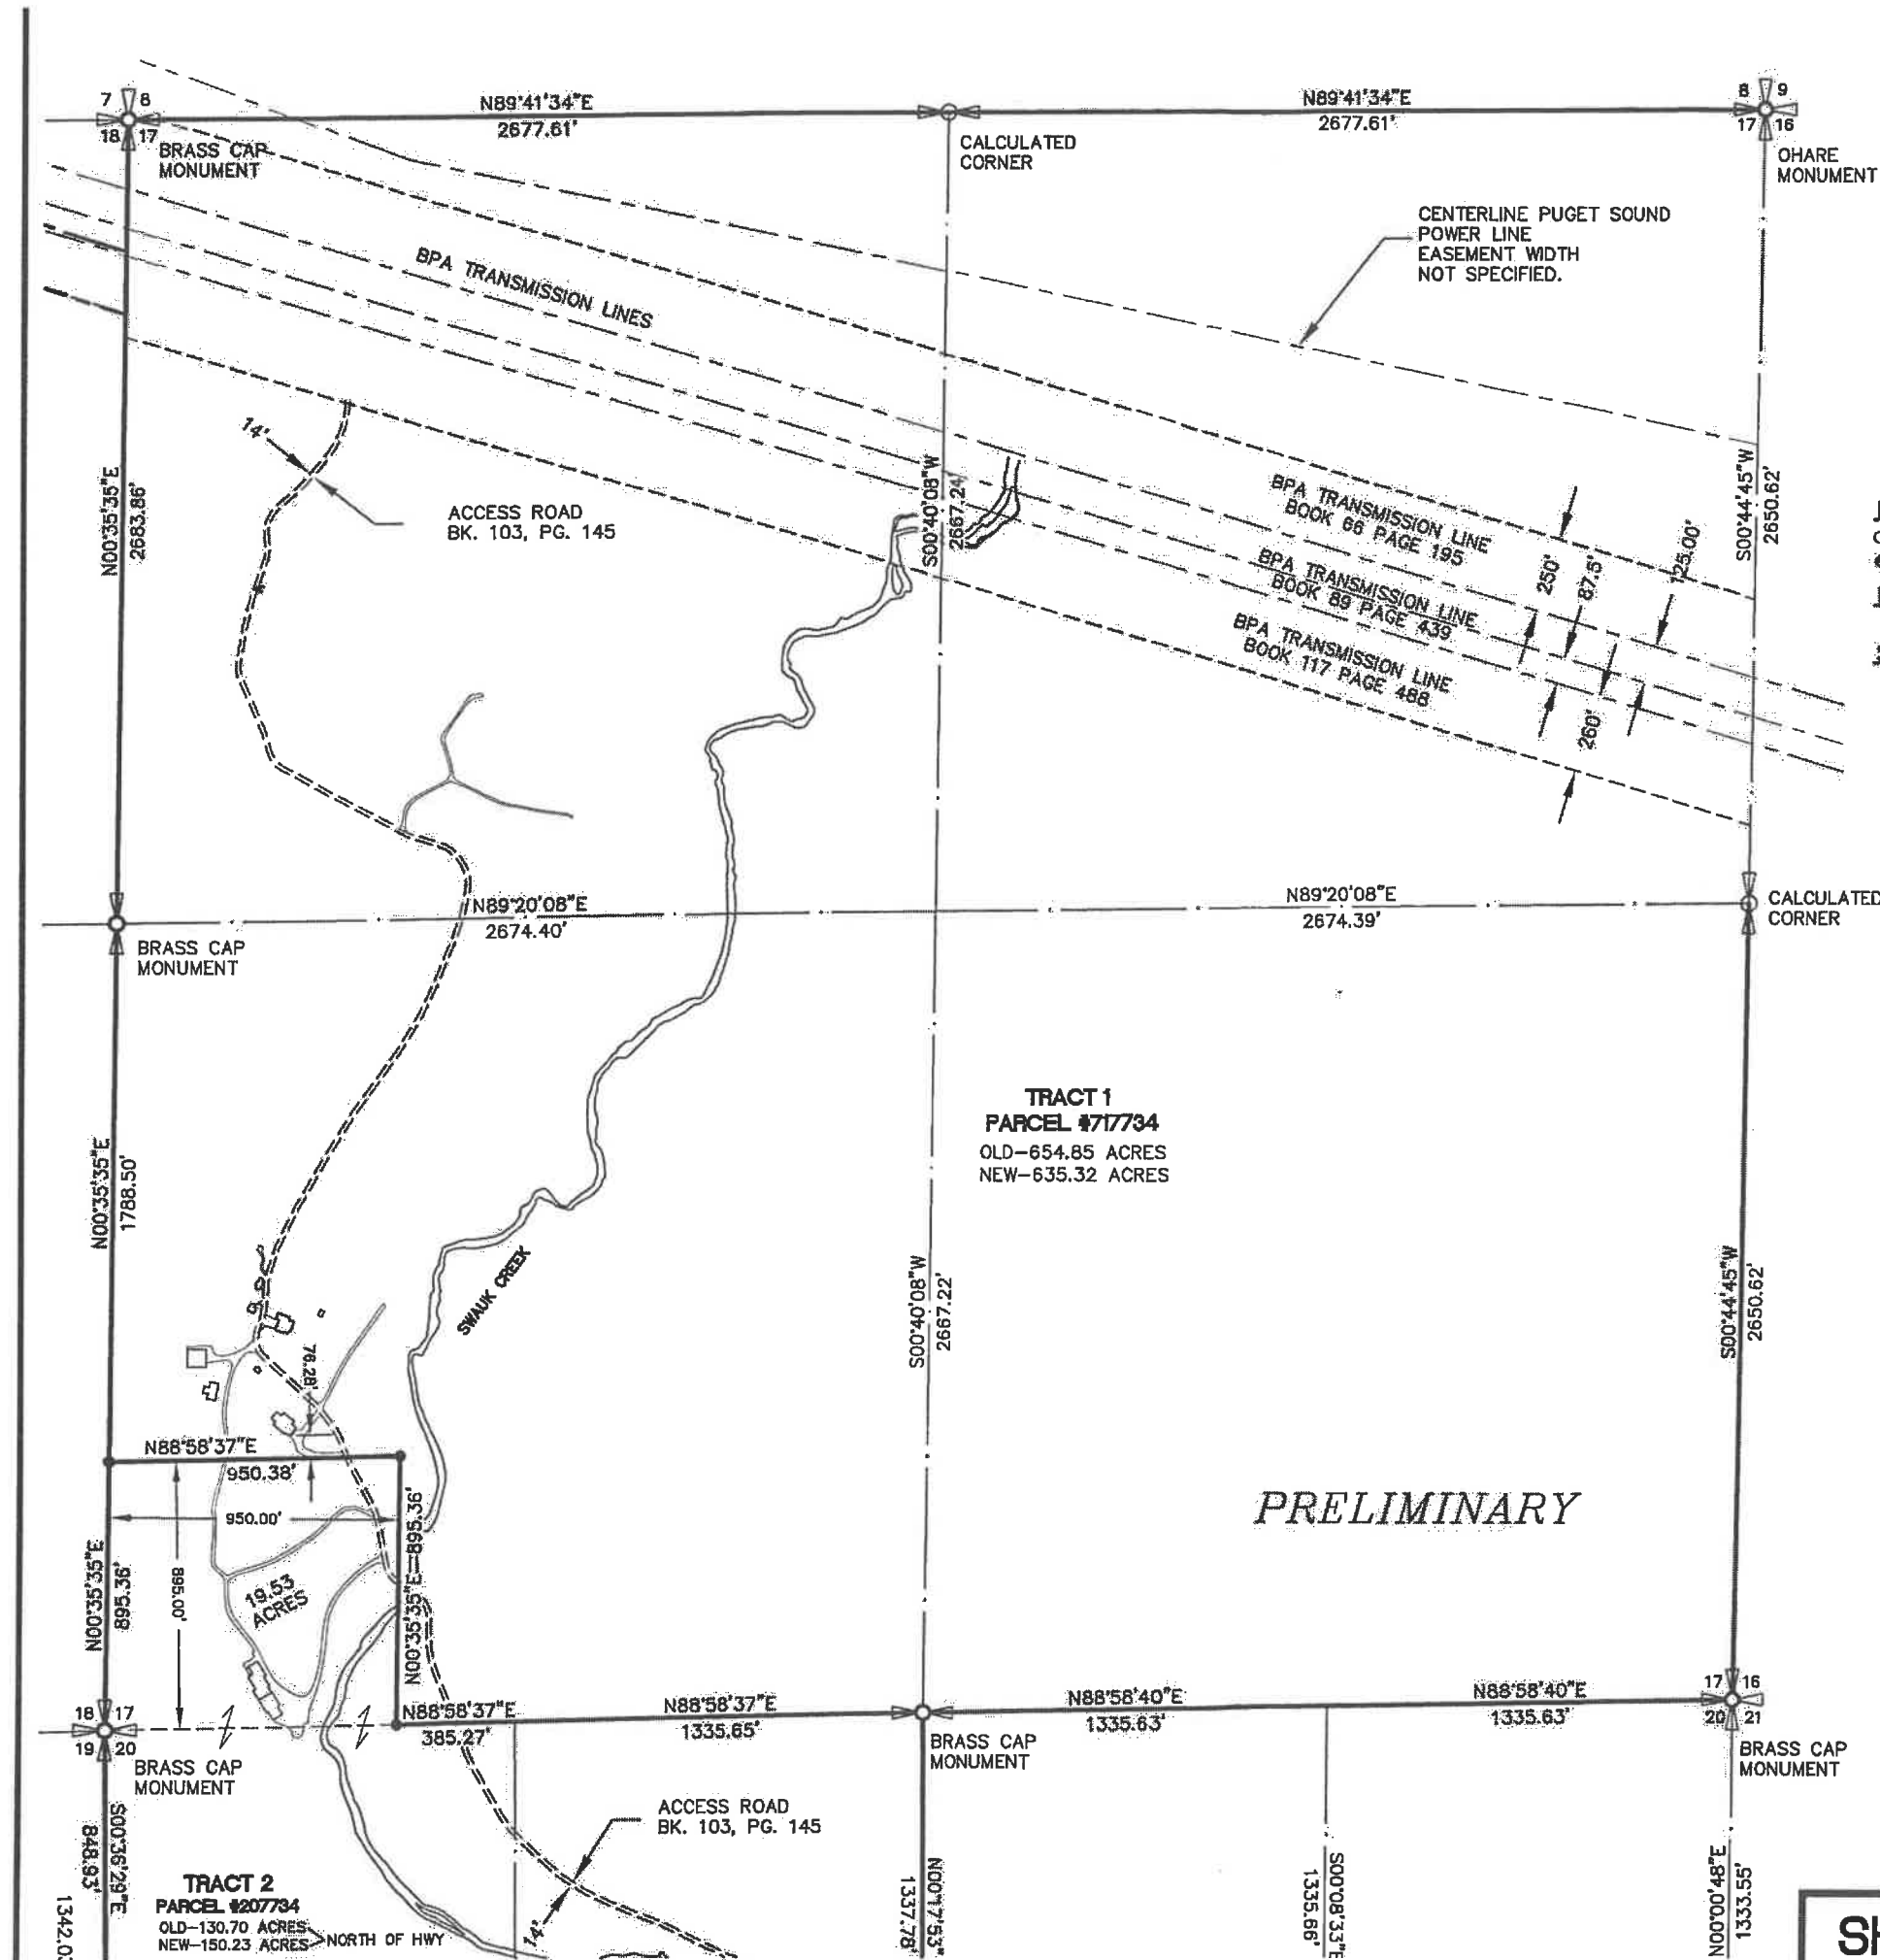 7 8
18 17
N89°41'34"E
2677.61'
N89°41'34"E
2677.61'
8 9
17 16
BRASS CAP
MONUMENT
CALCULATED
CORNER
OHARE
MONUMENT
CENTERLINE PUGET SOUND
POWER LINE
EASEMENT WIDTH
NOT SPECIFIED.
BPA TRANSMISSION LINES
14'
ACCESS ROAD
BK. 103, PG. 145
N00°35'35"E
2683.86'
S00°40'08"W
2667.24'
BPA TRANSMISSION LINE
BOOK 66 PAGE 195
BPA TRANSMISSION LINE
BOOK 89 PAGE 439
BPA TRANSMISSION LINE
BOOK 117 PAGE 488
250'
87.5'
125.00'
260'
S00°44'45"W
2650.62'
N89°20'08"E
2674.40'
N89°20'08"E
2674.39'
CALCULATED
CORNER
BRASS CAP
MONUMENT
TRACT 1
PARCEL #717734
OLD-654.85 ACRES
NEW-635.32 ACRES
N00°35'35"E
1788.50'
SWAUK CREEK
S00°40'08"W
2667.22'
S00°44'45"W
2650.62'
76.28'
N88°58'37"E
950.38'
950.00'
PRELIMINARY
N00°35'35"E
895.36'
895.00'
19.53
ACRES
N00°35'35"E-895.36'
18 17
19 20
BRASS CAP
MONUMENT
N88°58'37"E
385.27'
N88°58'37"E
1335.65'
N88°58'40"E
1335.63'
N88°58'40"E
1335.63'
17 16
20 21
BRASS CAP
MONUMENT
BRASS CAP
MONUMENT
ACCESS ROAD
BK. 103, PG. 145
14'
S00°36'29"E
848.93'
TRACT 2
PARCEL #207734
OLD-130.70 ACRES
NEW-150.23 ACRES
NORTH OF HWY
N00°17'53"
1337.78'
S00°08'33"E
1335.66'
N00°00'48"E
1333.55'